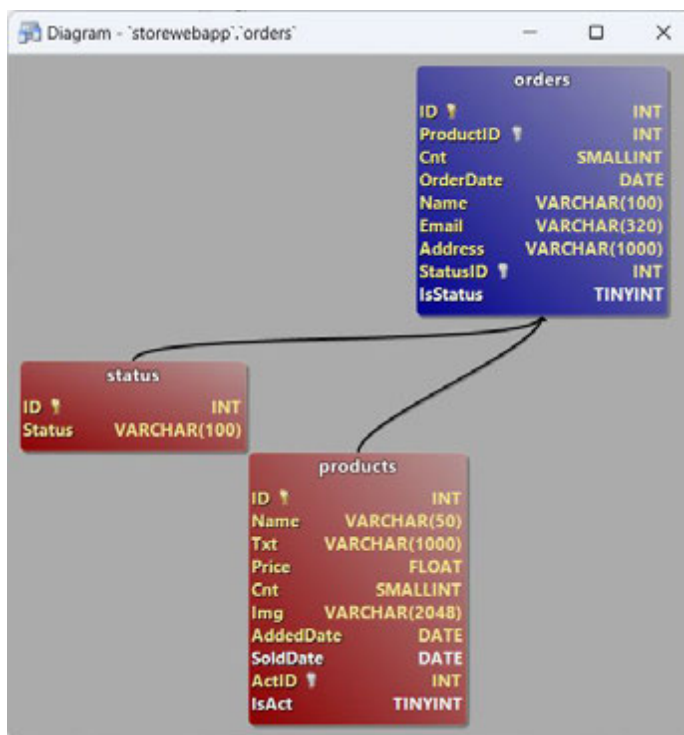 Diagram - `storewebapp`.`orders`
orders
ID INT
ProductID INT
Cnt SMALLINT
OrderDate DATE
Name VARCHAR(100)
Email VARCHAR(320)
Address VARCHAR(1000)
StatusID INT
IsStatus TINYINT
status
ID INT
Status VARCHAR(100)
products
ID INT
Name VARCHAR(50)
Txt VARCHAR(1000)
Price FLOAT
Cnt SMALLINT
Img VARCHAR(2048)
AddedDate DATE
SoldDate DATE
ActID INT
IsAct TINYINT